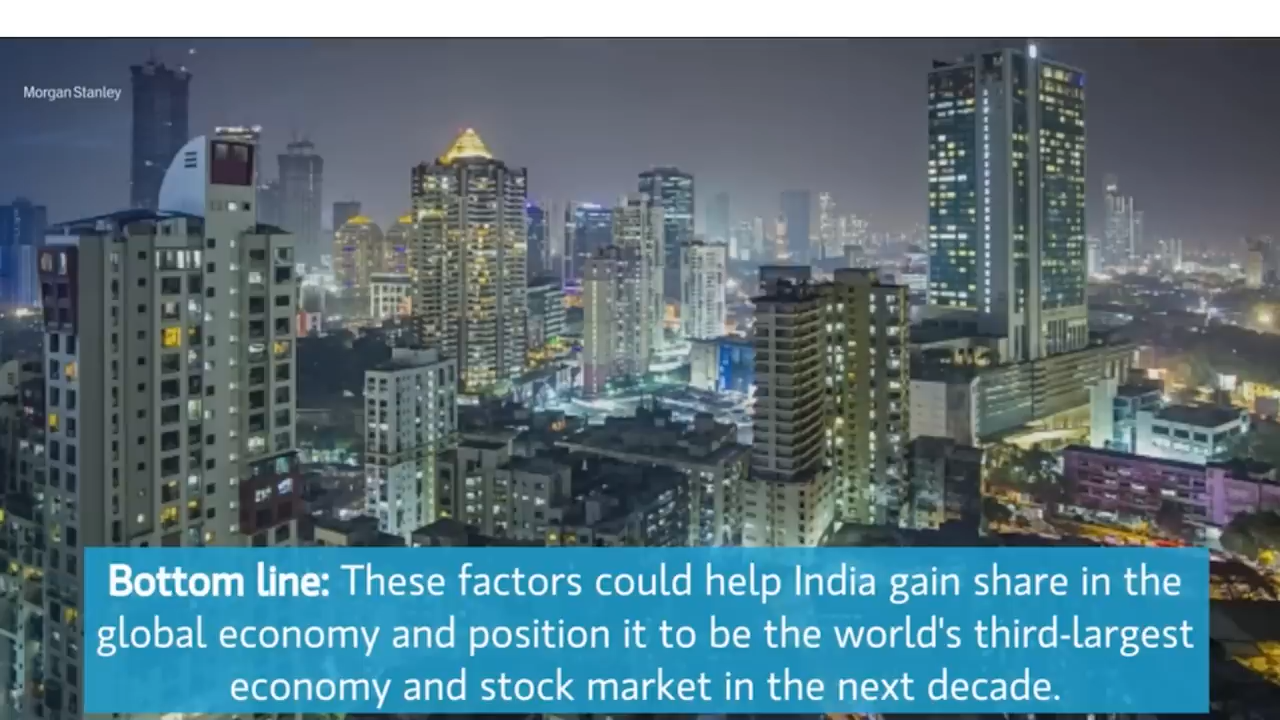 Morgan Stanley
Bottom line: These factors could help India gain share in the
global economy and position it to be the world's third-largest
economy and stock market in the next decade.